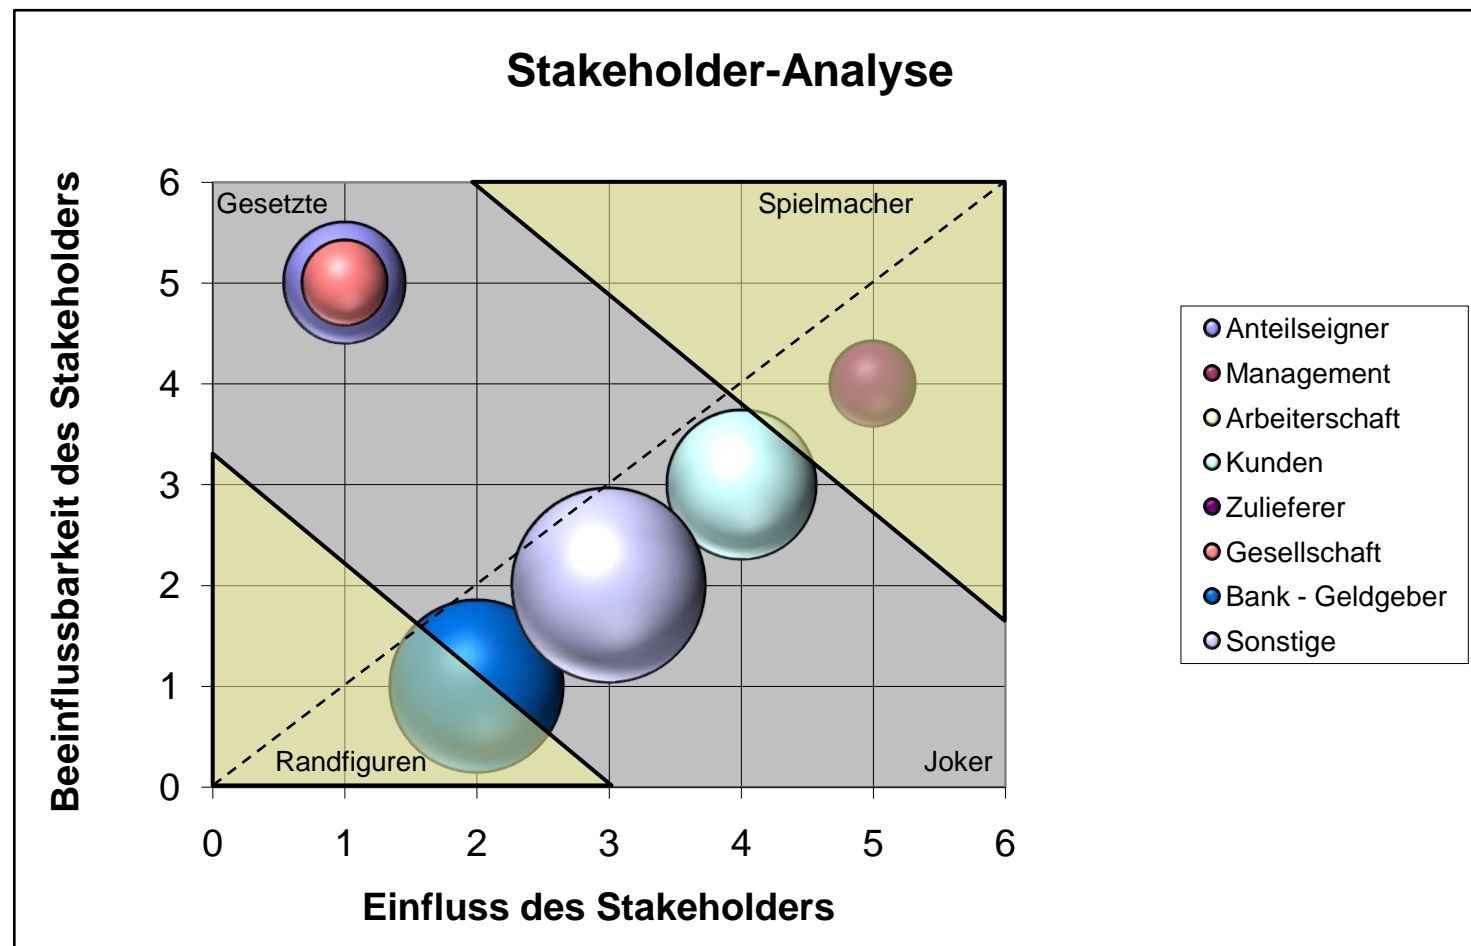 Stakeholder-Analyse
Beeinflussbarkeit des Stakeholders
6
5
4
3
2
1
0
Gesetzte
Spielmacher
Randfiguren
Joker
0 1 2 3 4 5 6
Einfluss des Stakeholders
Anteilseigner
Management
Arbeiterschaft
Kunden
Zulieferer
Gesellschaft
Bank - Geldgeber
Sonstige